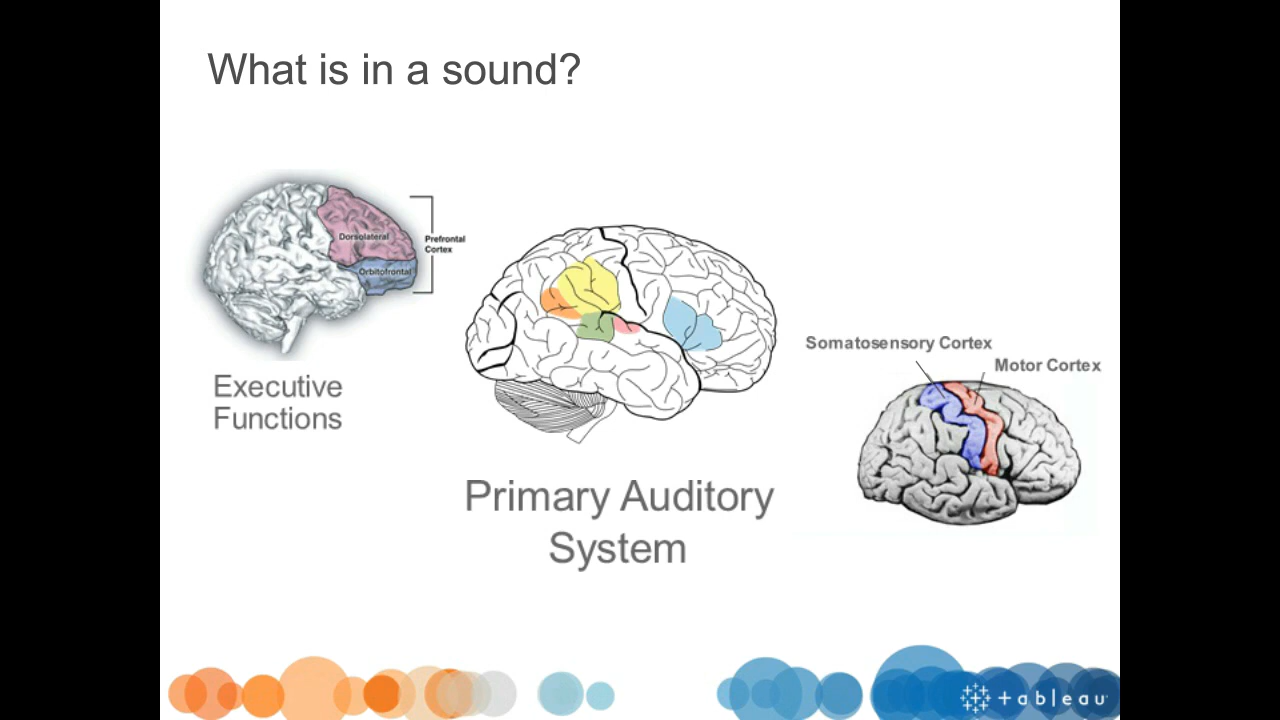 What is in a sound?
Dorsolateral
Prefrontal
Cortex
Orbitofrontal
Executive
Functions
Primary Auditory
System
Somatosensory Cortex
Motor Cortex
+ableau